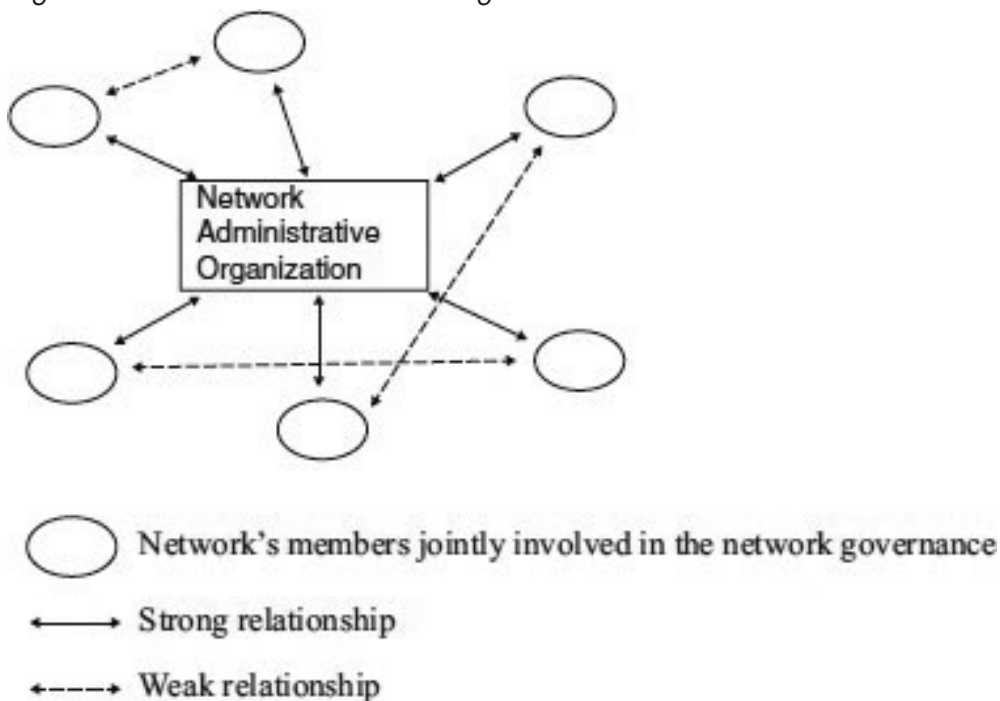 Network
Administrative
Organization
Network's members jointly involved in the network governance
Strong relationship
Weak relationship